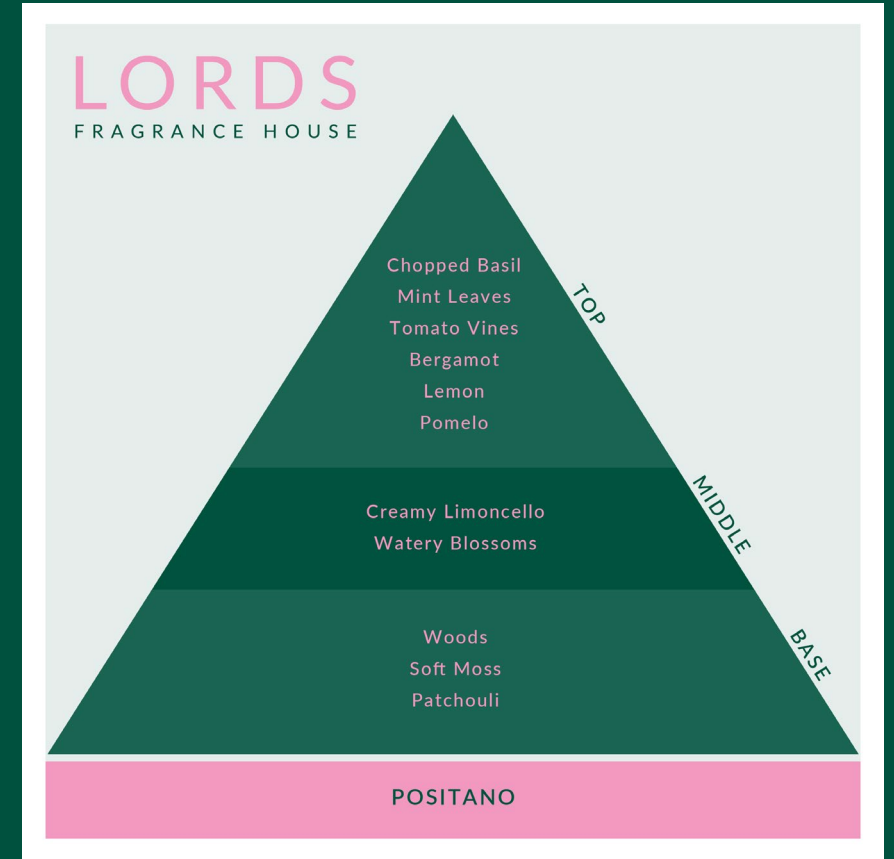 LORDS
FRAGRANCE HOUSE
Chopped Basil
Mint Leaves
Tomato Vines
Bergamot
Lemon
Pomelo
TOP
Creamy Limoncello
Watery Blossoms
MIDDLE
Woods
Soft Moss
Patchouli
BASE
POSITANO